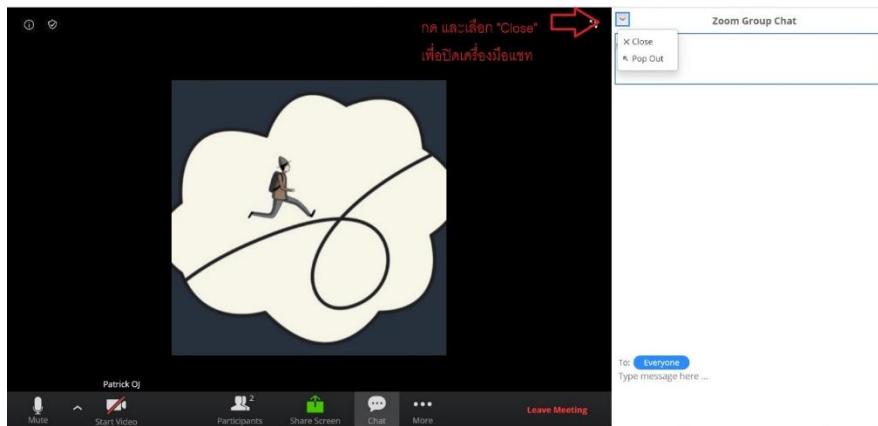 กด และเลือก "Close"
เพื่อปิดเครื่องมือแชท
Zoom Group Chat
Close
Pop Out
To: Everyone
Type message here ...
Patrick OJ
Mute
Start Video
2
Participants
Share Screen
Chat
More
Leave Meeting